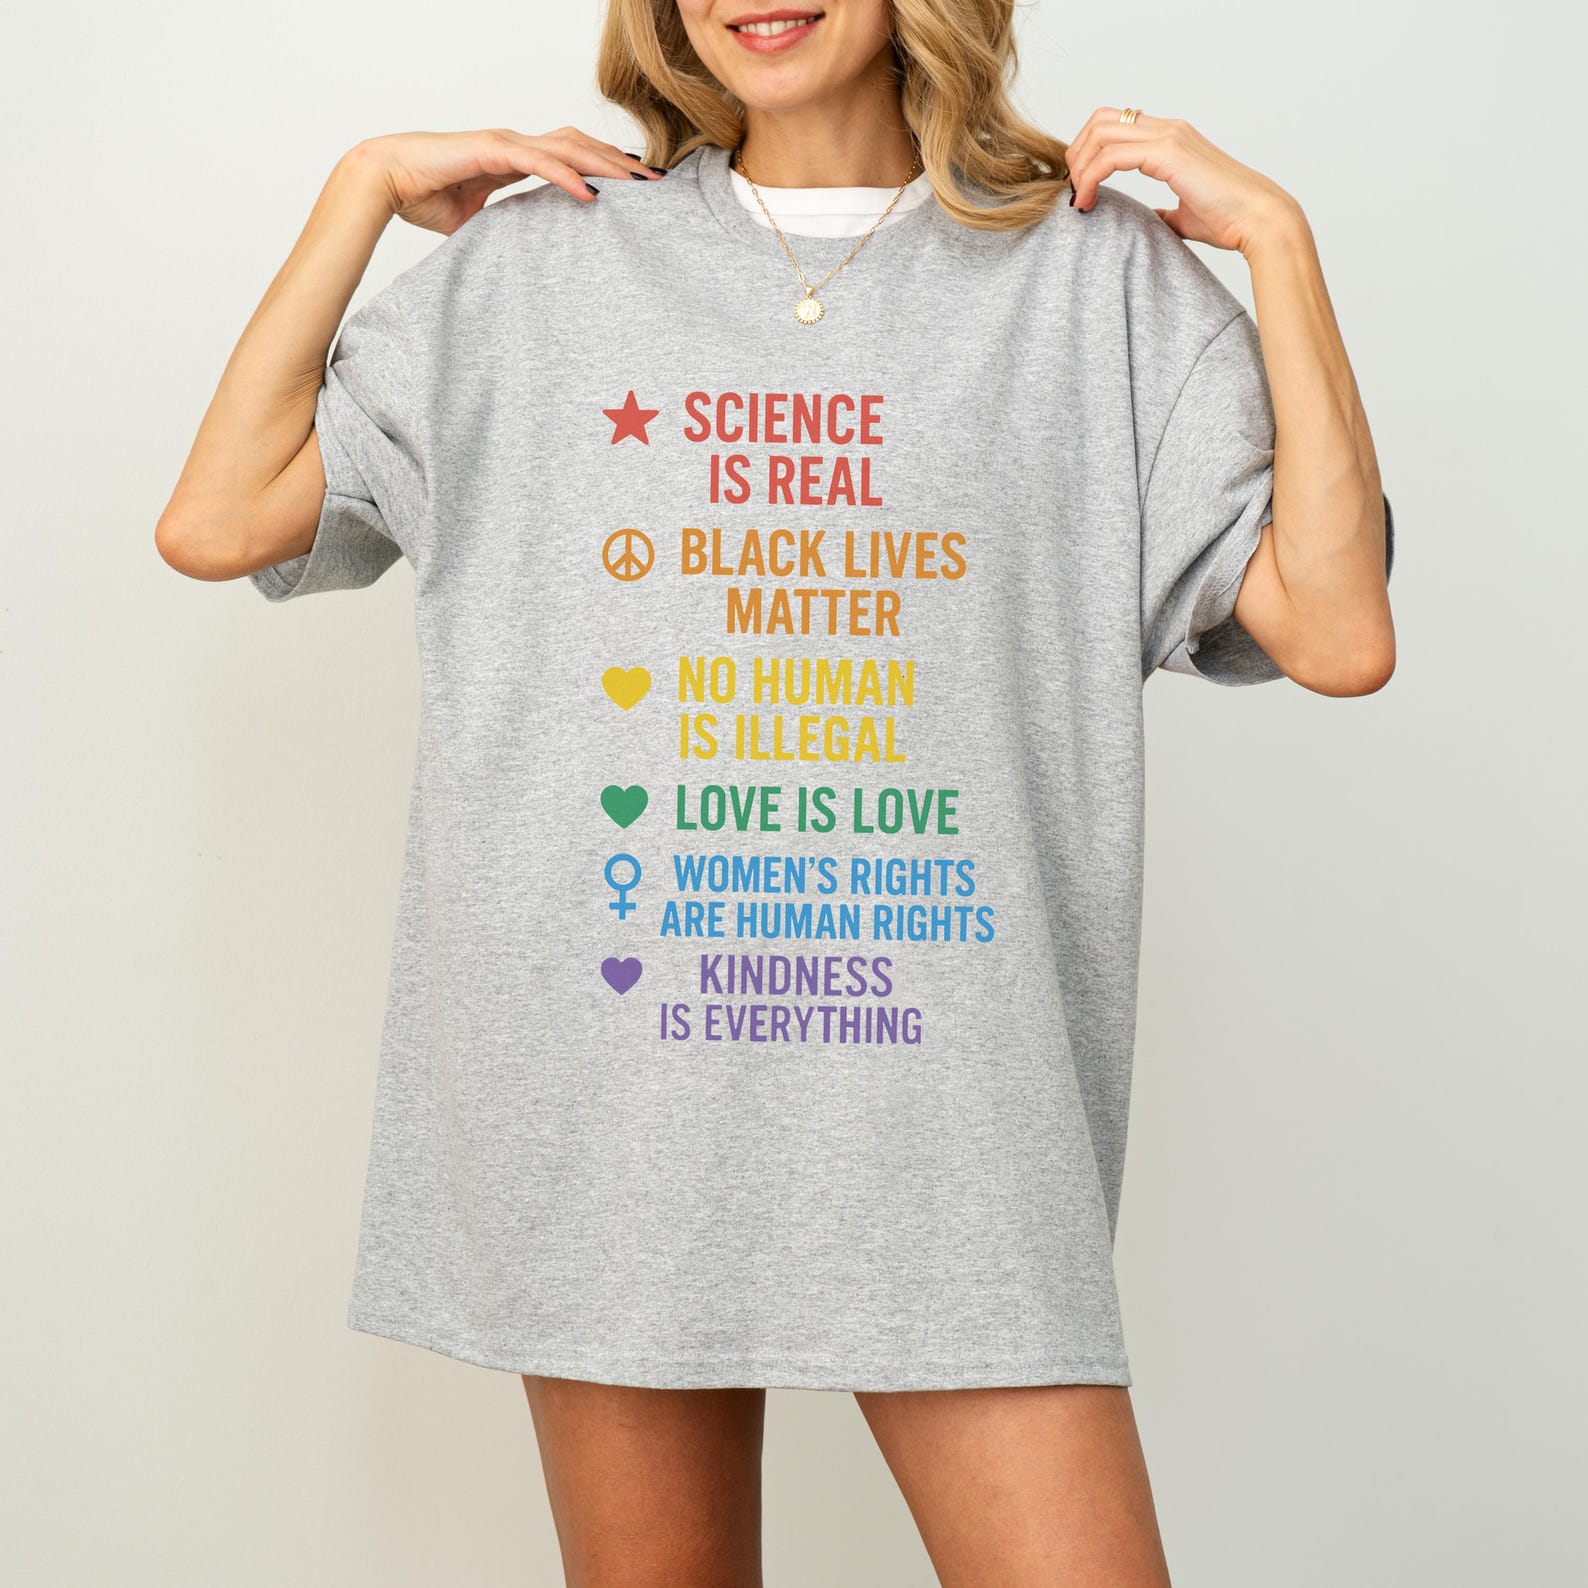 SCIENCE
IS REAL
BLACK LIVES
MATTER
NO HUMAN
IS ILLEGAL
LOVE IS LOVE
WOMEN'S RIGHTS
ARE HUMAN RIGHTS
KINDNESS
IS EVERYTHING